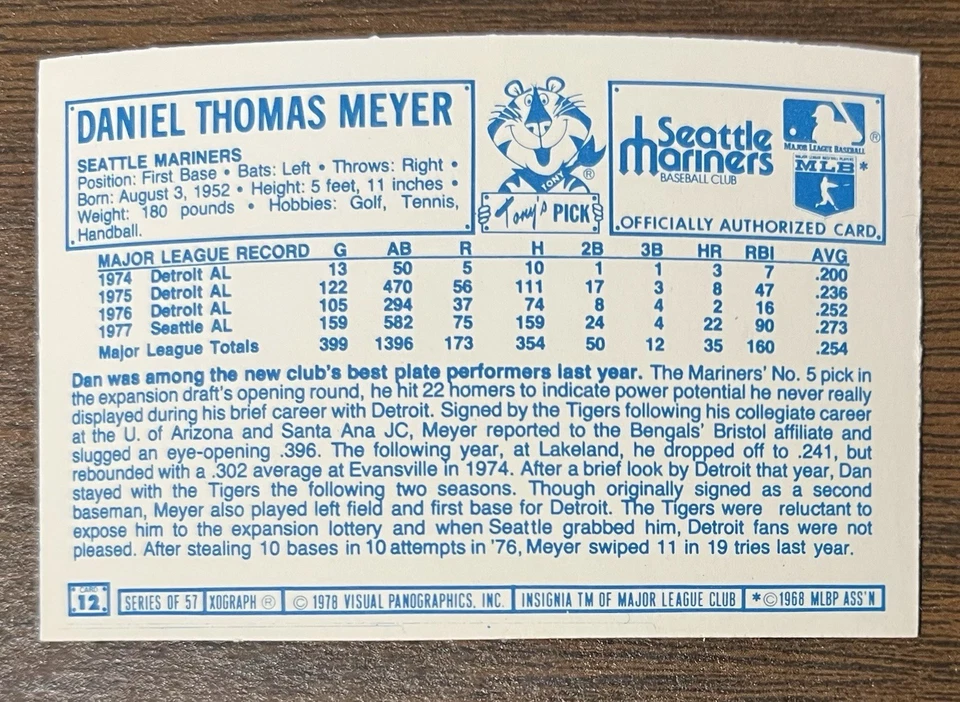 DANIEL THOMAS MEYER
SEATTLE MARINERS
Position: First Base • Bats: Left • Throws: Right •
Born: August 3, 1952 • Height: 5 feet, 11 inches •
Weight: 180 pounds • Hobbies: Golf, Tennis,
Handball.
TONY
®
Tony's PICK
Seattle
Mariners
BASEBALL CLUB
®
MAJOR LEAGUE BASEBALL
MAJOR LEAGUE BASEBALL PLAYERS
MLB *
OFFICIALLY AUTHORIZED CARD
MAJOR LEAGUE RECORD G AB R H 2B 3B HR RBI AVG
1974 Detroit AL 13 50 5 10 1 1 3 7 .200
1975 Detroit AL 122 470 56 111 17 3 8 47 .236
1976 Detroit AL 105 294 37 74 8 4 2 16 .252
1977 Seattle AL 159 582 75 159 24 4 22 90 .273
Major League Totals 399 1396 173 354 50 12 35 160 .254
Dan was among the new club's best plate performers last year. The Mariners' No. 5 pick in
the expansion draft's opening round, he hit 22 homers to indicate power potential he never really
displayed during his brief career with Detroit. Signed by the Tigers following his collegiate career
at the U. of Arizona and Santa Ana JC, Meyer reported to the Bengals' Bristol affiliate and
slugged an eye-opening .396. The following year, at Lakeland, he dropped off to .241, but
rebounded with a .302 average at Evansville in 1974. After a brief look by Detroit that year, Dan
stayed with the Tigers the following two seasons. Though originally signed as a second
baseman, Meyer also played left field and first base for Detroit. The Tigers were reluctant to
expose him to the expansion lottery and when Seattle grabbed him, Detroit fans were not
pleased. After stealing 10 bases in 10 attempts in '76, Meyer swiped 11 in 19 tries last year.
CARD
12
SERIES OF 57
XOGRAPH ®
© 1978 VISUAL PANOGRAPHICS, INC.
INSIGNIA TM OF MAJOR LEAGUE CLUB
*©1968 MLBP ASS'N